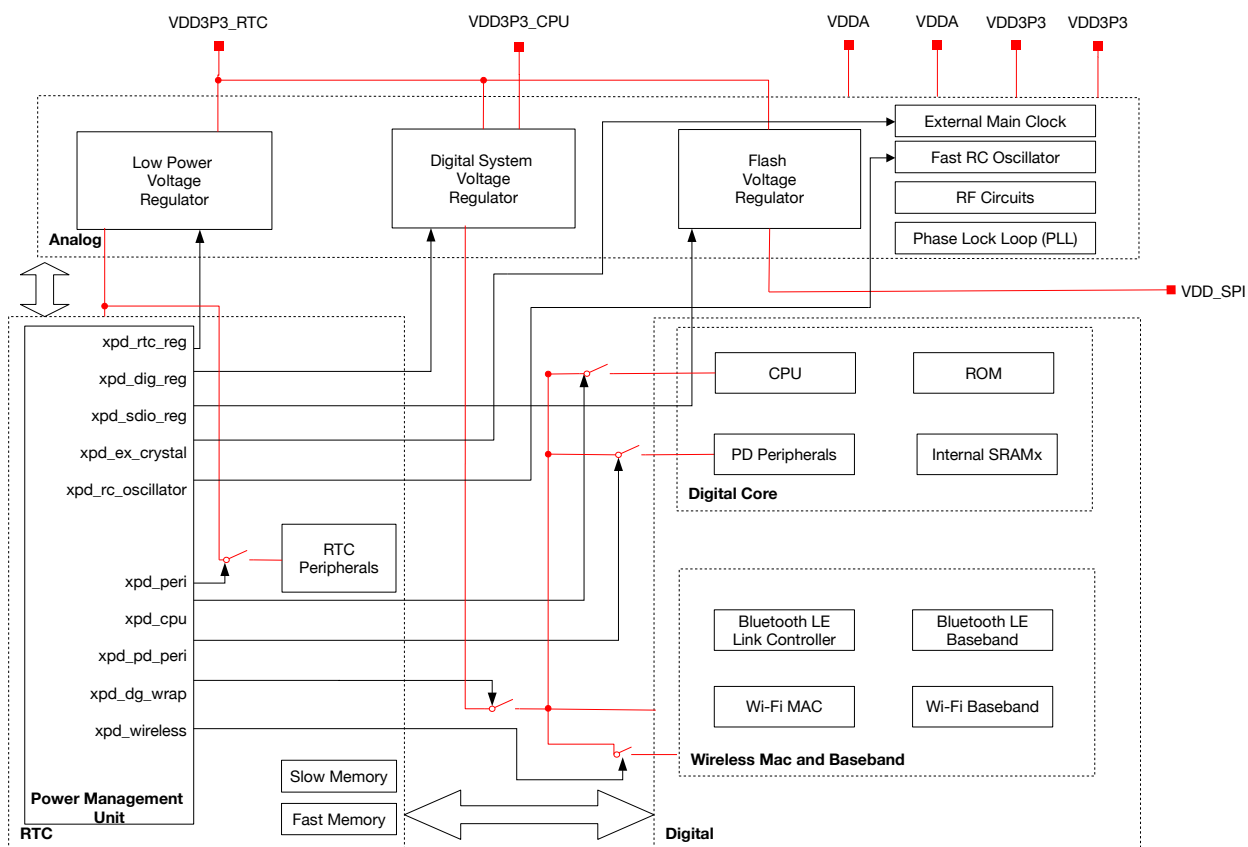 VDD3P3_RTC
VDD3P3_CPU
VDDA
VDDA
VDD3P3
VDD3P3
Low Power
Voltage
Regulator
Digital System
Voltage
Regulator
Flash
Voltage
Regulator
External Main Clock
Fast RC Oscillator
RF Circuits
Phase Lock Loop (PLL)
Analog
VDD_SPI
xpd_rtc_reg
xpd_dig_reg
xpd_sdio_reg
xpd_ex_crystal
xpd_rc_oscillator
xpd_peri
xpd_cpu
xpd_pd_peri
xpd_dg_wrap
xpd_wireless
Power Management
Unit
RTC
RTC
Peripherals
Slow Memory
Fast Memory
CPU
ROM
PD Peripherals
Internal SRAMx
Digital Core
Bluetooth LE
Link Controller
Bluetooth LE
Baseband
Wi-Fi MAC
Wi-Fi Baseband
Wireless Mac and Baseband
Digital